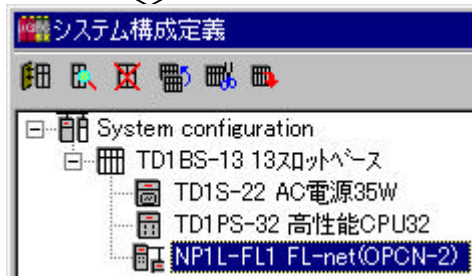 システム構成定義
System configuration
TD1BS-13 13ｽﾛｯﾄﾍﾞｰｽ
TD1S-22 AC電源35W
TD1PS-32 高性能CPU32
NP1L-FL1 FL-net(OPCN-2)